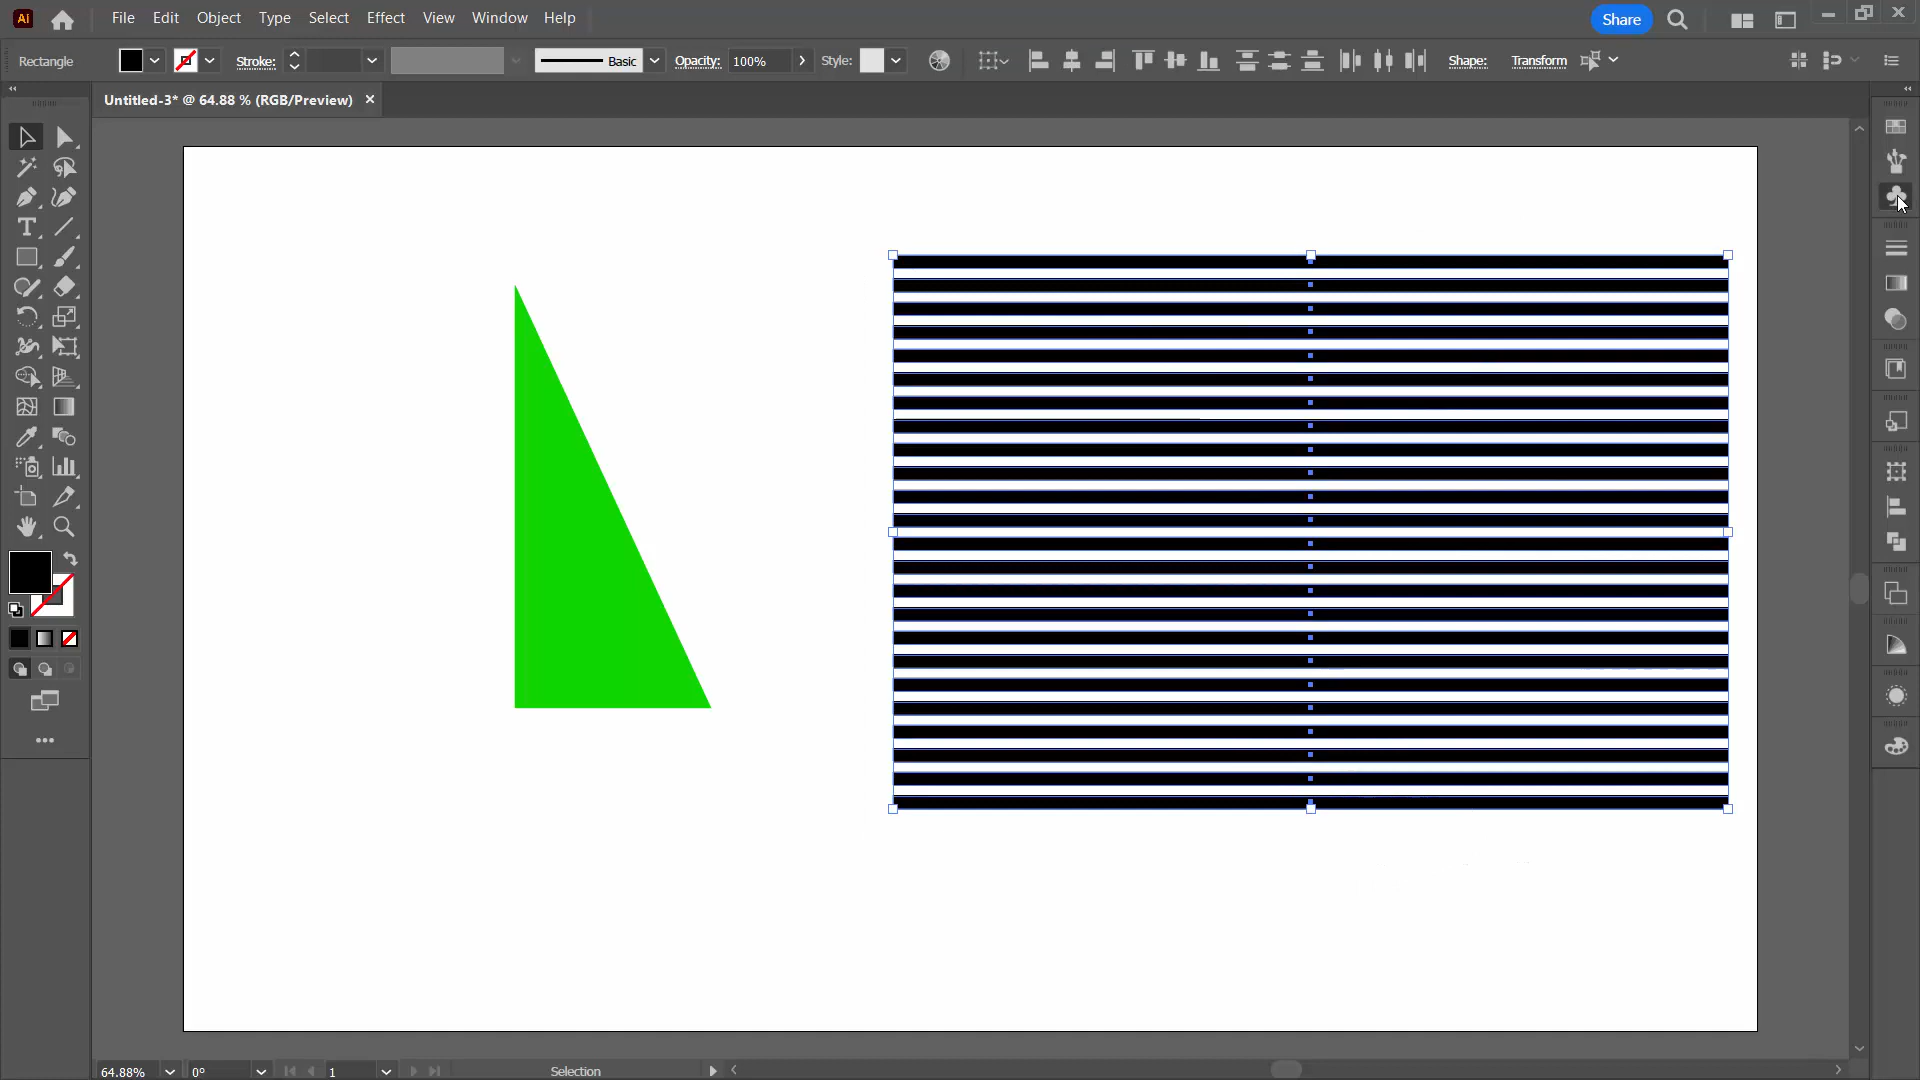 Ai File Edit Object Type Select Effect View Window Help Share
Rectangle Stroke: Basic Opacity: 100% Style: Shape: Transform
Untitled-3* @ 64.88 % (RGB/Preview)
64.88% 0° 1 Selection